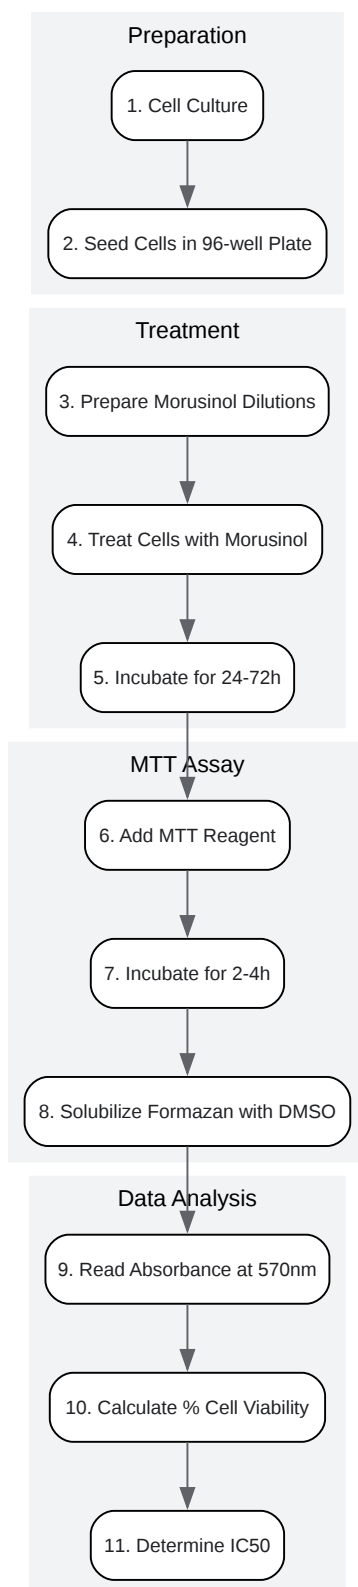 Preparation
1. Cell Culture
2. Seed Cells in 96-well Plate
Treatment
3. Prepare Morusinol Dilutions
4. Treat Cells with Morusinol
5. Incubate for 24-72h
MTT Assay
6. Add MTT Reagent
7. Incubate for 2-4h
8. Solubilize Formazan with DMSO
Data Analysis
9. Read Absorbance at 570nm
10. Calculate % Cell Viability
11. Determine IC50